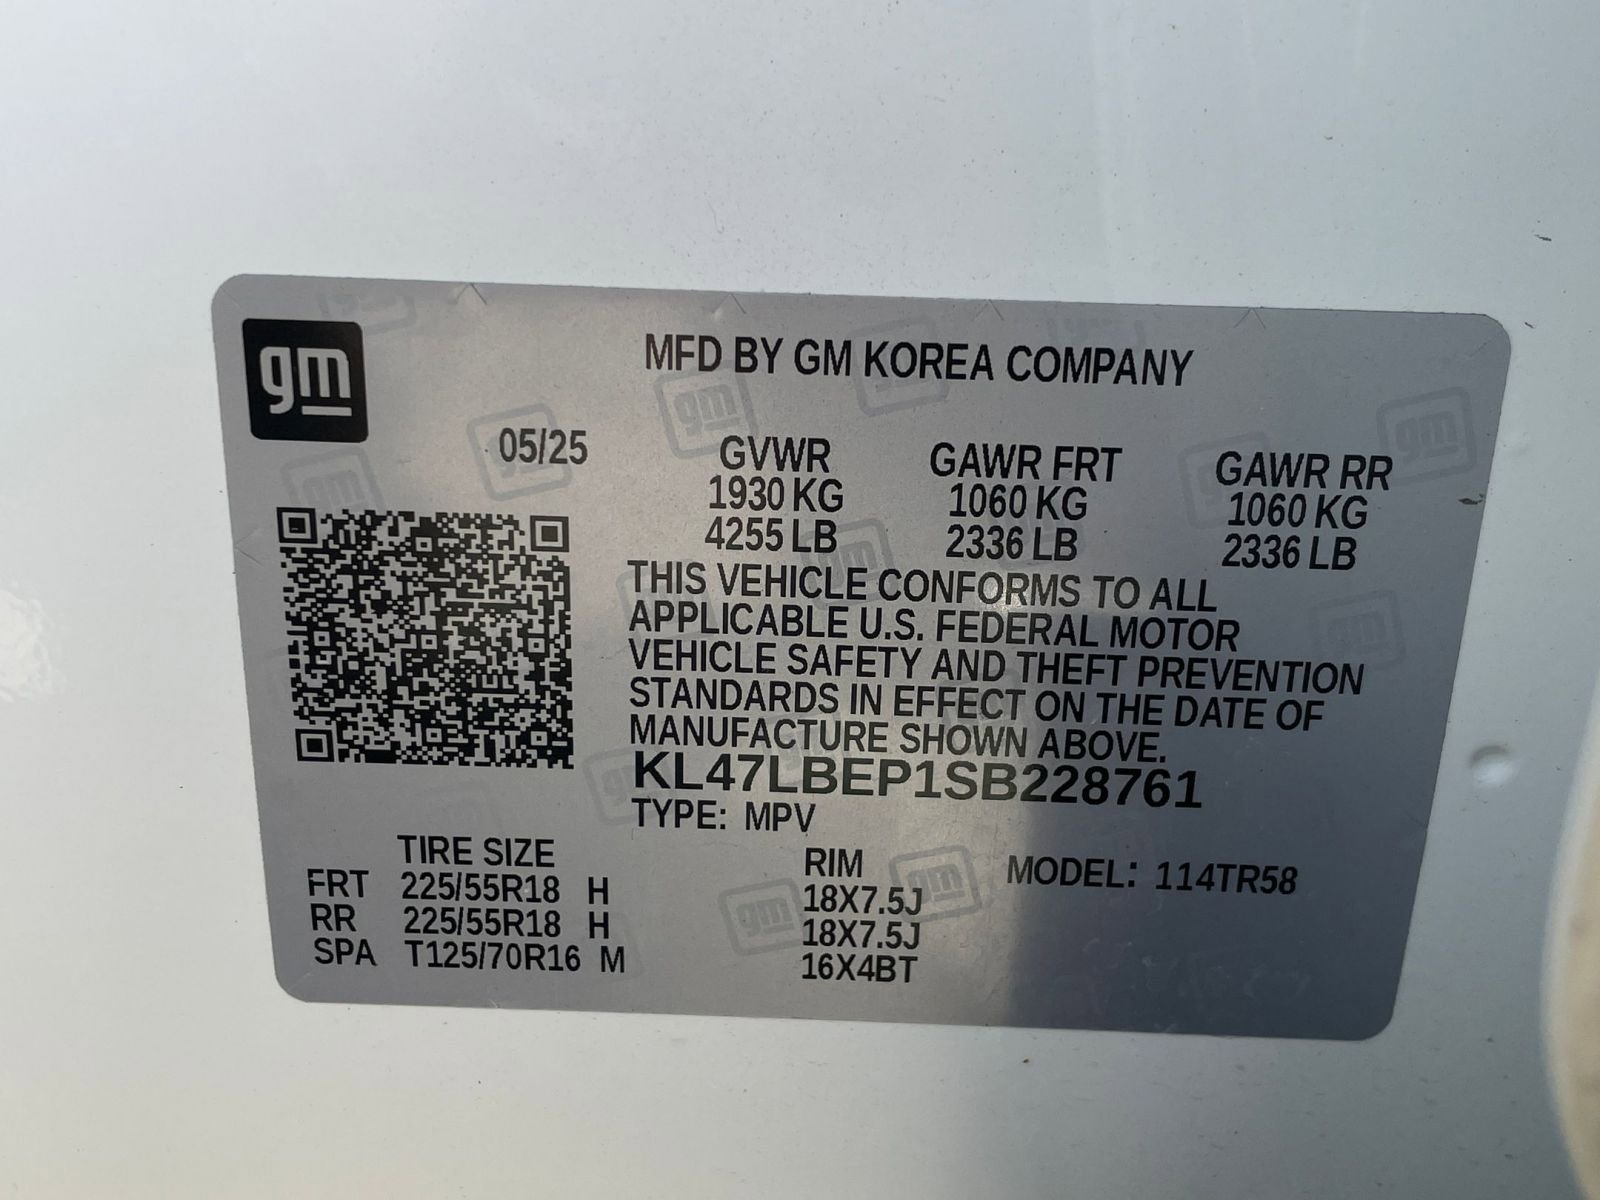 gm
MFD BY GM KOREA COMPANY
05/25
GVWR GAWR FRT GAWR RR
1930 KG 1060 KG 1060 KG
4255 LB 2336 LB 2336 LB
THIS VEHICLE CONFORMS TO ALL
APPLICABLE U.S. FEDERAL MOTOR
VEHICLE SAFETY AND THEFT PREVENTION
STANDARDS IN EFFECT ON THE DATE OF
MANUFACTURE SHOWN ABOVE.
KL47LBEP1SB228761
TYPE: MPV
TIRE SIZE RIM MODEL: 114TR58
FRT 225/55R18 H 18X7.5J
RR 225/55R18 H 18X7.5J
SPA T125/70R16 M 16X4BT